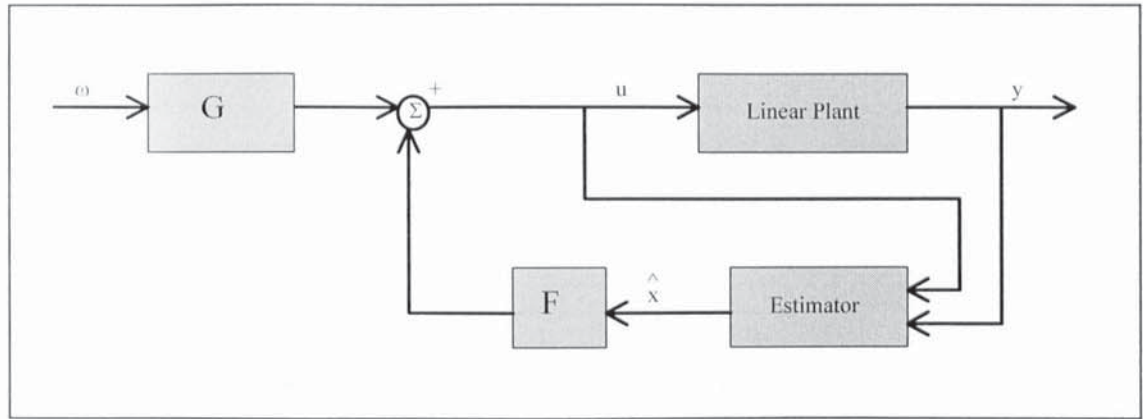 ω
G
Σ
+
u
Linear Plant
y
F
^
x
Estimator